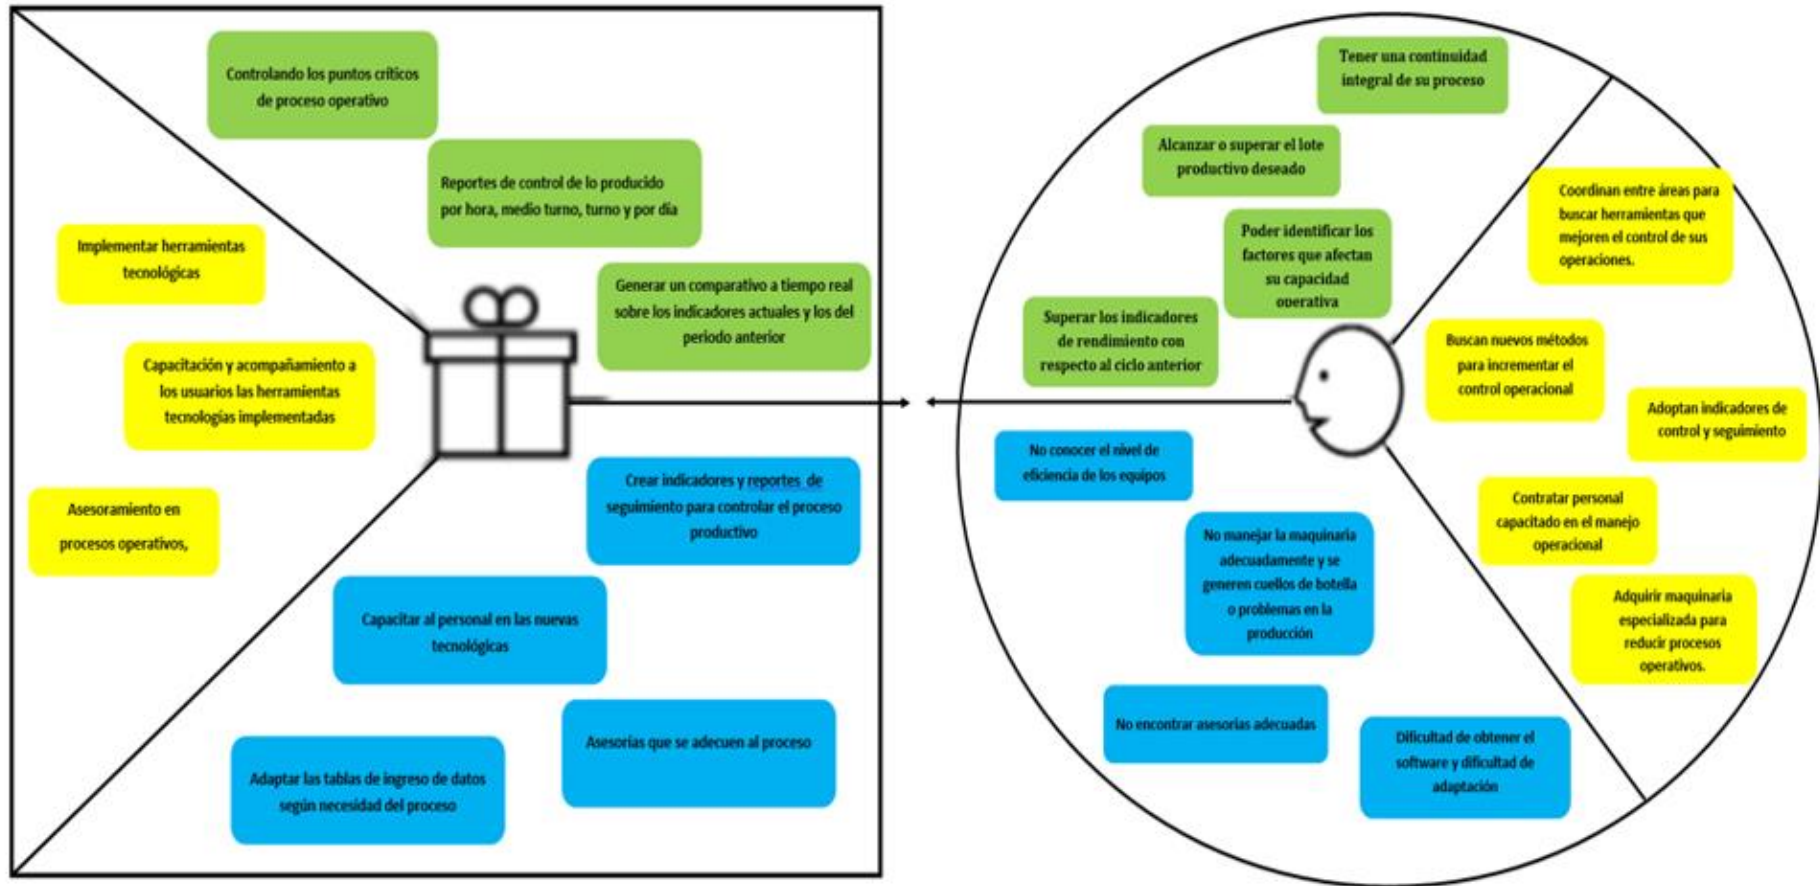 Controlando los puntos críticos
de proceso operativo
Reportes de control de lo producido
por hora, medio turno, turno y por día
Generar un comparativo a tiempo real
sobre los indicadores actuales y los del
periodo anterior
Implementar herramientas
tecnológicas
Capacitación y acompañamiento a
los usuarios las herramientas
tecnologías implementadas
Asesoramiento en
procesos operativos,
Crear indicadores y reportes de
seguimiento para controlar el proceso
productivo
Capacitar al personal en las nuevas
tecnológicas
Asesorías que se adecuen al proceso
Adaptar las tablas de ingreso de datos
según necesidad del proceso
Tener una continuidad
integral de su proceso
Alcanzar o superar el lote
productivo deseado
Poder identificar los
factores que afectan
su capacidad
operativa
Superar los indicadores
de rendimiento con
respecto al ciclo anterior
Coordinan entre áreas para
buscar herramientas que
mejoren el control de sus
operaciones.
Buscan nuevos métodos
para incrementar el
control operacional
Adoptan indicadores de
control y seguimiento
Contratar personal
capacitado en el manejo
operacional
Adquirir maquinaria
especializada para
reducir procesos
operativos.
No conocer el nivel de
eficiencia de los equipos
No manejar la maquinaria
adecuadamente y se
generen cuellos de botella
o problemas en la
producción
No encontrar asesorías adecuadas
Dificultad de obtener el
software y dificultad de
adaptación